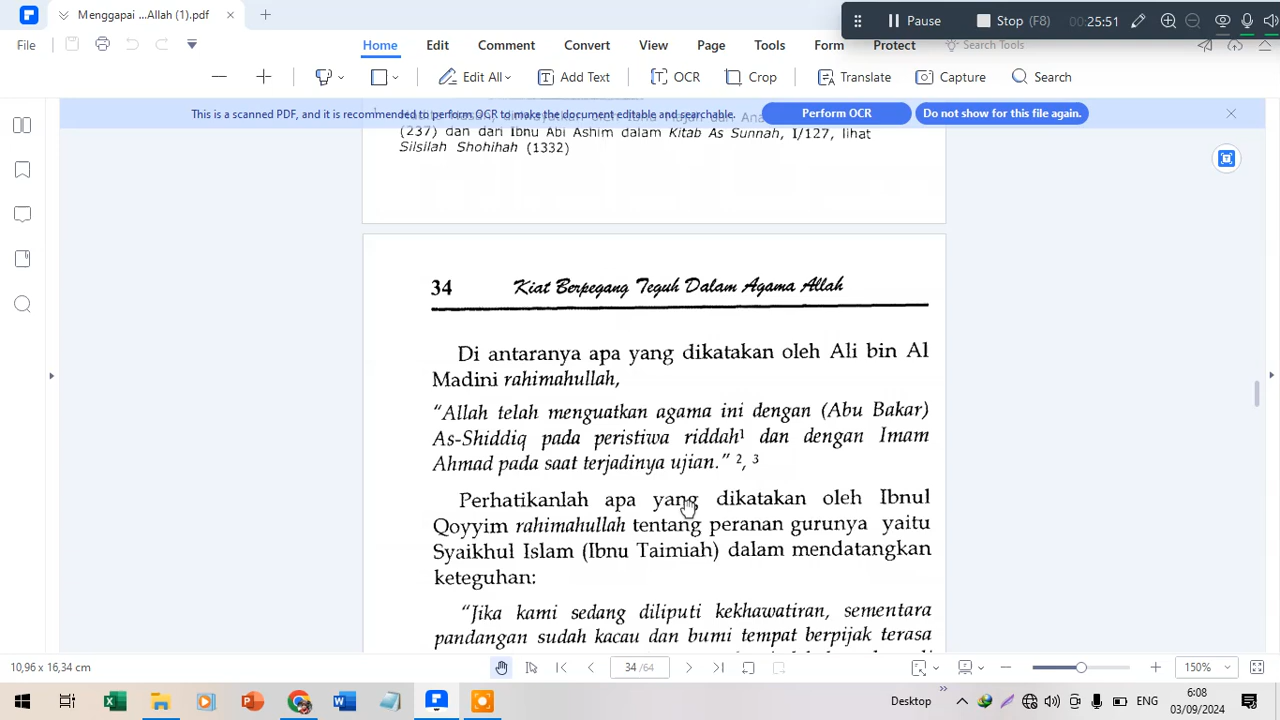 Menggapai ...Allah (1).pdf
Pause
Stop (F8)
00:25:51
File
Home
Edit
Comment
Convert
View
Page
Tools
Form
Protect
Search Tools
Edit All
Add Text
OCR
Crop
Translate
Capture
Search
This is a scanned PDF, and it is recommended to perform OCR to make the document editable and searchable.
Perform OCR
Do not show for this file again.
(237) dan dari Ibnu Abi Ashim dalam Kitab As Sunnah, I/127, lihat
Silsilah Shohihah (1332)
34 Kiat Berpegang Teguh Dalam Agama Allah
Di antaranya apa yang dikatakan oleh Ali bin Al
Madini rahimahullah,
“Allah telah menguatkan agama ini dengan (Abu Bakar)
As-Shiddiq pada peristiwa riddah¹ dan dengan Imam
Ahmad pada saat terjadinya ujian.” ², ³
Perhatikanlah apa yang dikatakan oleh Ibnul
Qoyyim rahimahullah tentang peranan gurunya yaitu
Syaikhul Islam (Ibnu Taimiah) dalam mendatangkan
keteguhan:
“Jika kami sedang diliputi kekhawatiran, sementara
pandangan sudah kacau dan bumi tempat berpijak terasa
10,96 x 16,34 cm
34 /64
150%
Desktop
ENG
6:08
03/09/2024